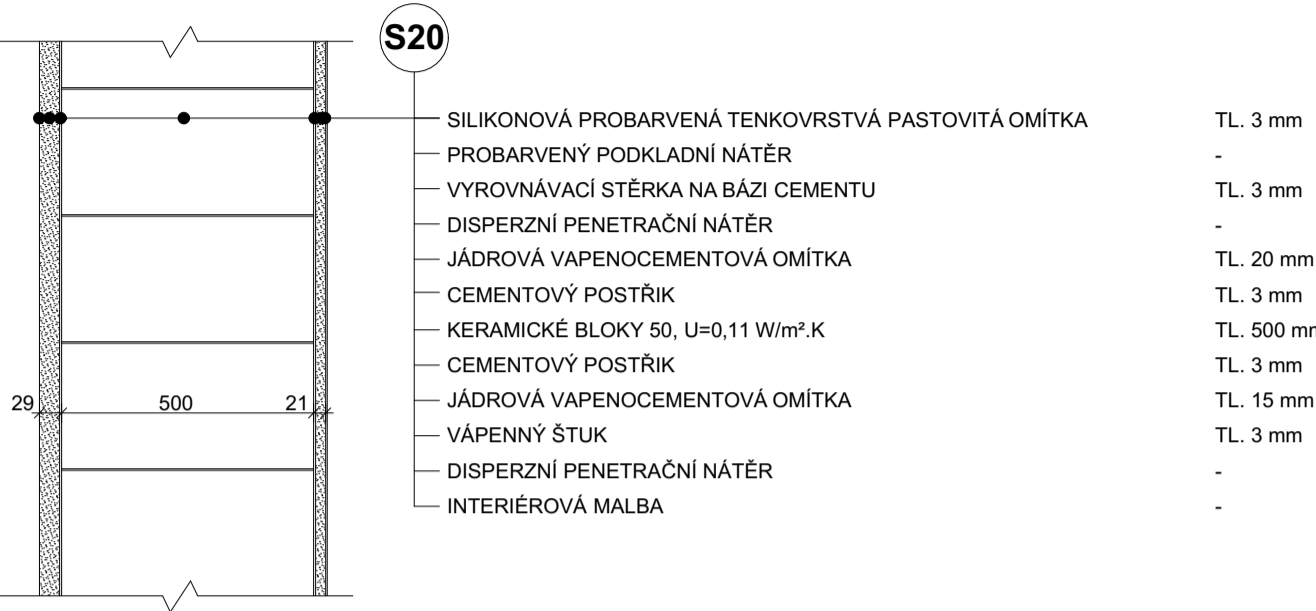 S20
SILIKONOVÁ PROBARVENÁ TENKOVRSTVÁ PASTOVITÁ OMÍTKA TL. 3 mm
PROBARVENÝ PODKLADNÍ NÁTĚR -
VYROVNÁVACÍ STĚRKA NA BÁZI CEMENTU TL. 3 mm
DISPERZNÍ PENETRAČNÍ NÁTĚR -
JÁDROVÁ VAPENOCEMENTOVÁ OMÍTKA TL. 20 mm
CEMENTOVÝ POSTŘIK TL. 3 mm
KERAMICKÉ BLOKY 50, U=0,11 W/m².K TL. 500 mm
CEMENTOVÝ POSTŘIK TL. 3 mm
JÁDROVÁ VAPENOCEMENTOVÁ OMÍTKA TL. 15 mm
VÁPENNÝ ŠTUK TL. 3 mm
DISPERZNÍ PENETRAČNÍ NÁTĚR -
INTERIÉROVÁ MALBA -
29 500 21